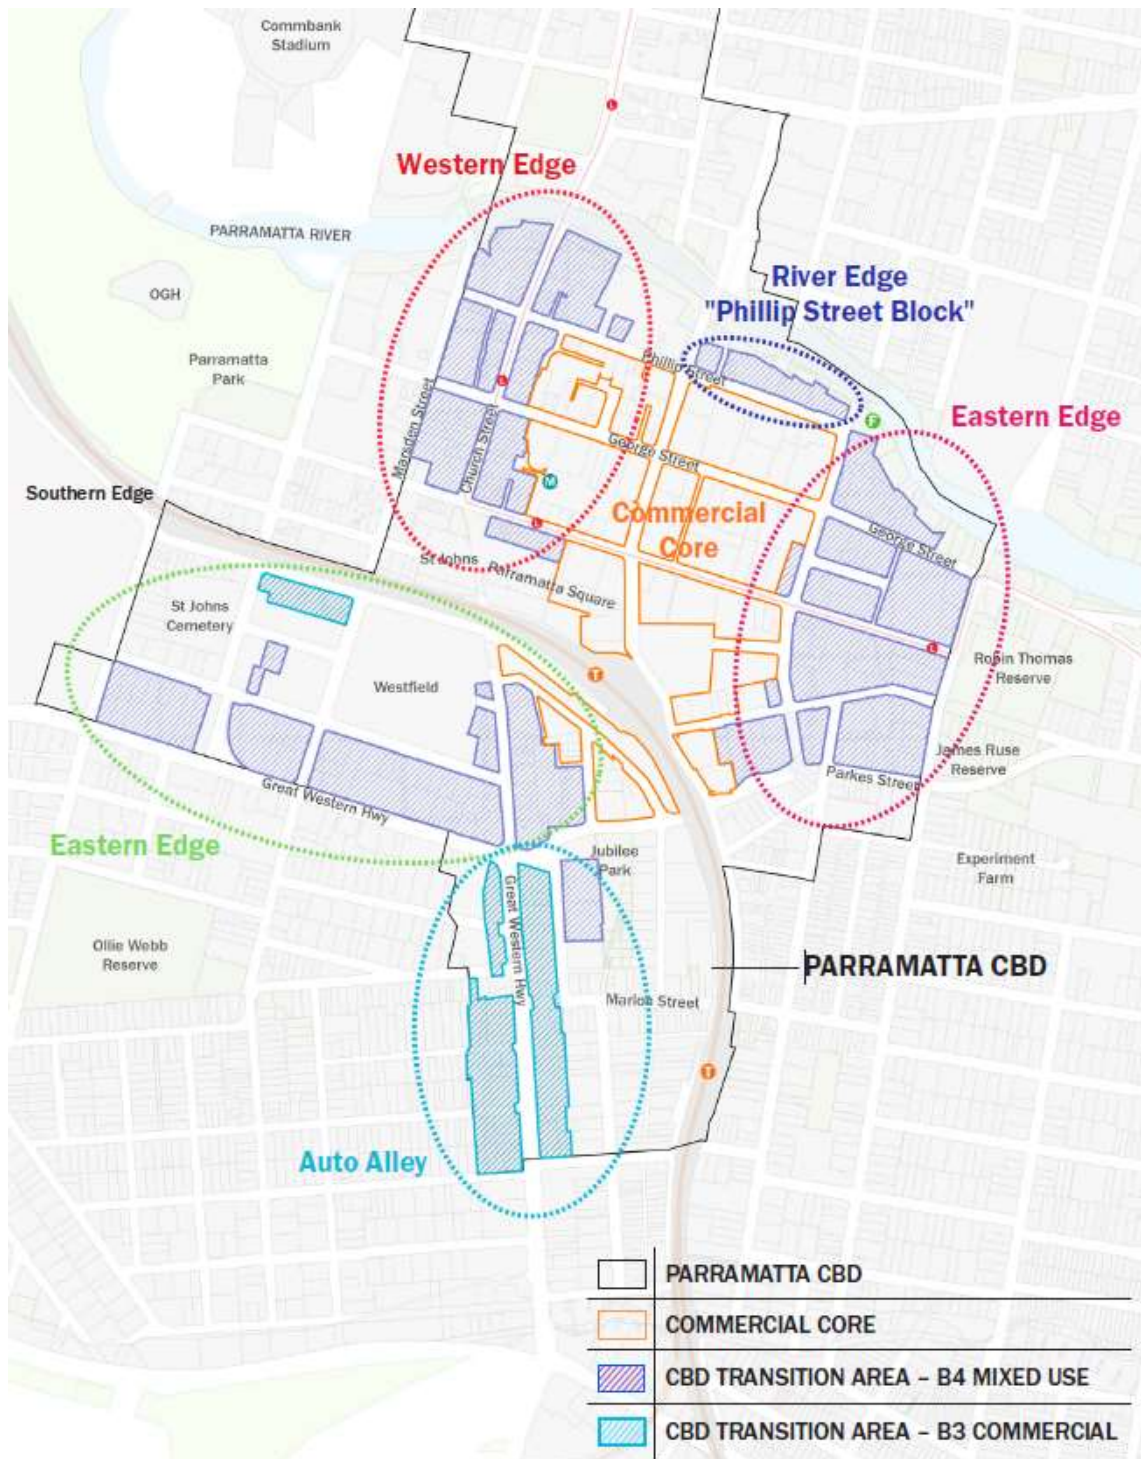 Commbank
Stadium
L
Western Edge
PARRAMATTA RIVER
OGH
River Edge
"Phillip Street Block"
Parramatta
Park
Phillip Street
L
F
Eastern Edge
Marsden Street
Church Street
George Street
M
Southern Edge
Commercial
Core
L
George Street
St Johns
Parramatta Square
St Johns
Cemetery
L
Robin Thomas
Reserve
T
Westfield
James Ruse
Reserve
Parkes Street
Great Western Hwy
Eastern Edge
Jubilee
Park
Experiment
Farm
Great Western Hwy
Ollie Webb
Reserve
PARRAMATTA CBD
Marion Street
T
Auto Alley
PARRAMATTA CBD
COMMERCIAL CORE
CBD TRANSITION AREA – B4 MIXED USE
CBD TRANSITION AREA – B3 COMMERCIAL